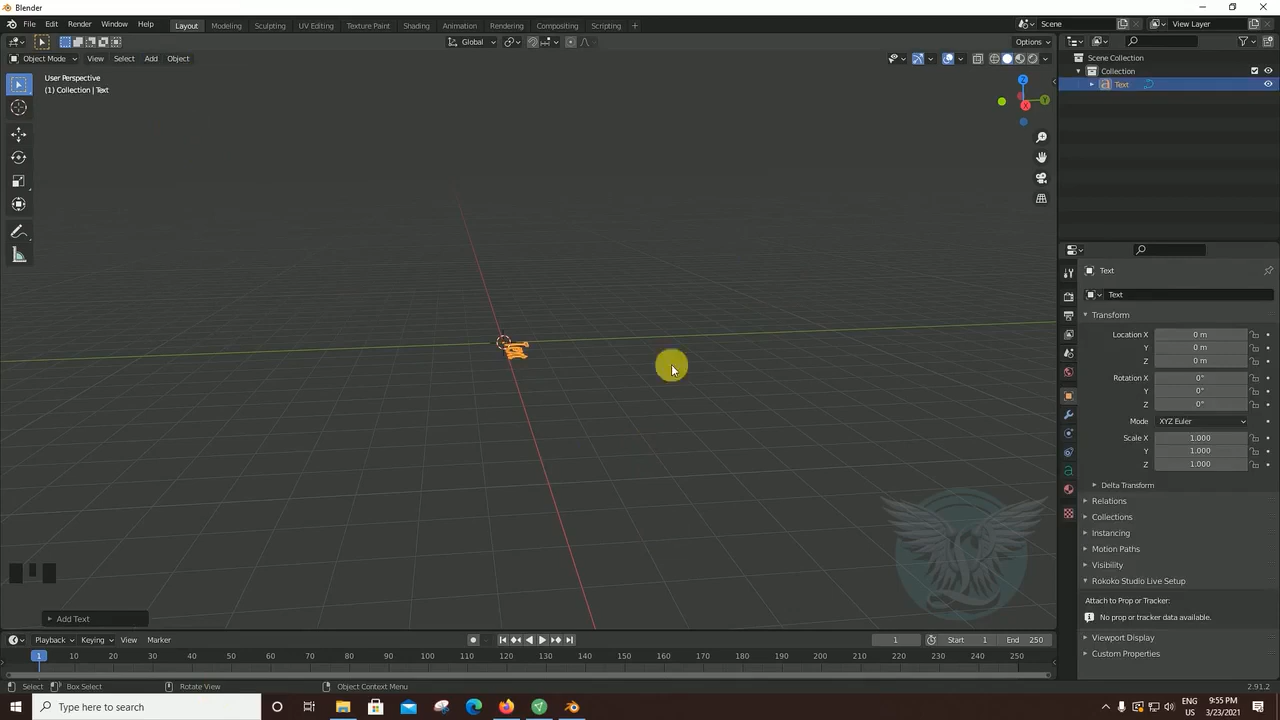 Blender
File Edit Render Window Help Layout Modeling Sculpting UV Editing Texture Paint Shading Animation Rendering Compositing Scripting + Scene View Layer
Global Options
Object Mode View Select Add Object
User Perspective
(1) Collection | Text
Z
Y
X
Scene Collection
Collection
Text
Text
Text
Transform
Location X 0 m
Y 0 m
Z 0 m
Rotation X 0°
Y 0°
Z 0°
Mode XYZ Euler
Scale X 1.000
Y 1.000
Z 1.000
Delta Transform
Relations
Collections
Instancing
Motion Paths
Visibility
Rokoko Studio Live Setup
Attach to Prop or Tracker:
No prop or tracker data available.
Viewport Display
Custom Properties
Add Text
Playback Keying View Marker 1 Start 1 End 250
1 10 20 30 40 50 60 70 80 90 100 110 120 130 140 150 160 170 180 190 200 210 220 230 240 250
Select Box Select Rotate View Object Context Menu 2.91.2
Type here to search
ENG
US
9:55 PM
3/23/2021